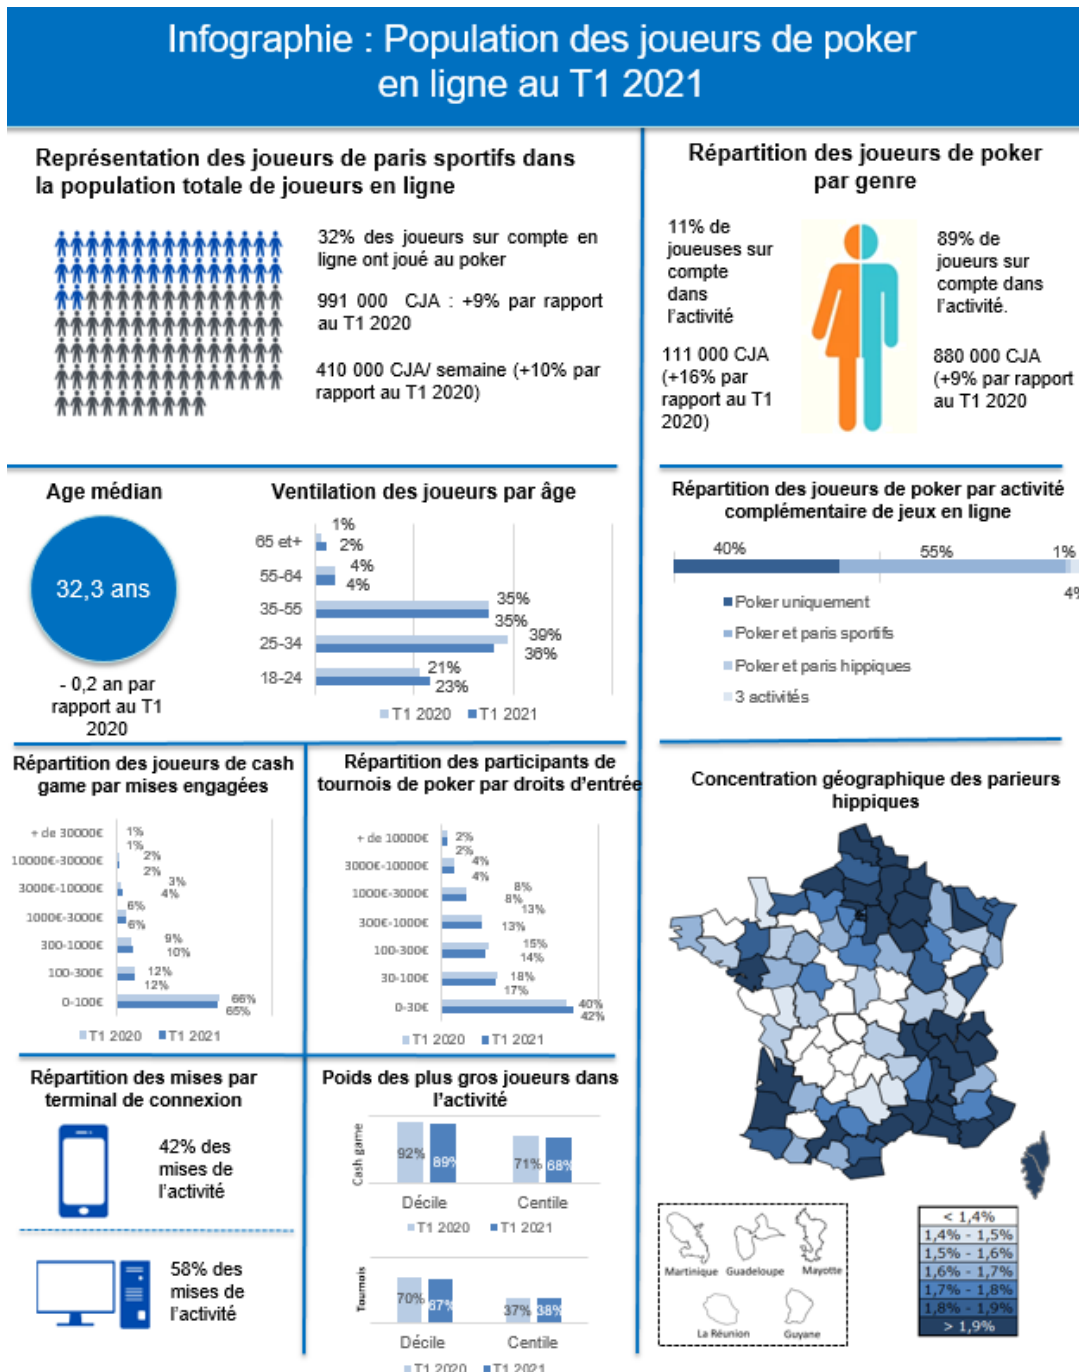 Infographie : Population des joueurs de poker
en ligne au T1 2021
Représentation des joueurs de paris sportifs dans
la population totale de joueurs en ligne
32% des joueurs sur compte en
ligne ont joué au poker
991 000 CJA : +9% par rapport
au T1 2020
410 000 CJA/ semaine (+10% par
rapport au T1 2020)
Répartition des joueurs de poker
par genre
11% de
joueuses sur
compte
dans
l'activité
111 000 CJA
(+16% par
rapport au T1
2020)
89% de
joueurs sur
compte dans
l'activité.
880 000 CJA
(+9% par rapport
au T1 2020
Age médian
32,3 ans
- 0,2 an par
rapport au T1
2020
Ventilation des joueurs par âge
65 et+
1%
2%
55-64
4%
4%
35-55
35%
35%
25-34
39%
36%
18-24
21%
23%
T1 2020
T1 2021
Répartition des joueurs de poker par activité
complémentaire de jeux en ligne
40%
55%
1%
4%
Poker uniquement
Poker et paris sportifs
Poker et paris hippiques
3 activités
Répartition des joueurs de cash
game par mises engagées
+ de 30000€
1%
1%
10000€-30000€
2%
2%
3000€-10000€
3%
4%
1000€-3000€
6%
6%
300-1000€
9%
10%
100-300€
12%
12%
0-100€
66%
65%
T1 2020
T1 2021
Répartition des participants de
tournois de poker par droits d'entrée
+ de 10000€
2%
2%
3000€-10000€
4%
4%
1000€-3000€
8%
8%
300€-1000€
13%
13%
100-300€
15%
14%
30-100€
18%
17%
0-30€
40%
42%
T1 2020
T1 2021
Concentration géographique des parieurs
hippiques
Martinique
Guadeloupe
Mayotte
La Réunion
Guyane
< 1,4%
1,4% - 1,5%
1,5% - 1,6%
1,6% - 1,7%
1,7% - 1,8%
1,8% - 1,9%
> 1,9%
Répartition des mises par
terminal de connexion
42% des
mises de
l'activité
58% des
mises de
l'activité
Poids des plus gros joueurs dans
l'activité
Cash game
92%
89%
71%
68%
Décile
Centile
T1 2020
T1 2021
Tournois
70%
67%
37%
38%
Décile
Centile
T1 2020
T1 2021